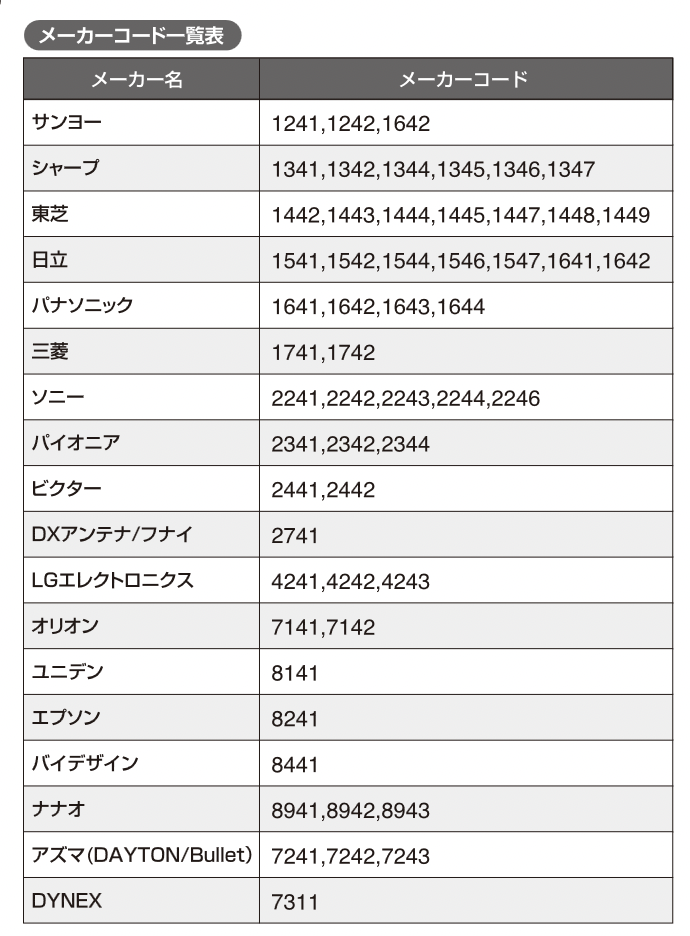 メーカーコード一覧表
メーカー名 メーカーコード
サンヨー 1241,1242,1642
シャープ 1341,1342,1344,1345,1346,1347
東芝 1442,1443,1444,1445,1447,1448,1449
日立 1541,1542,1544,1546,1547,1641,1642
パナソニック 1641,1642,1643,1644
三菱 1741,1742
ソニー 2241,2242,2243,2244,2246
パイオニア 2341,2342,2344
ビクター 2441,2442
DXアンテナ/フナイ 2741
LGエレクトロニクス 4241,4242,4243
オリオン 7141,7142
ユニデン 8141
エプソン 8241
バイデザイン 8441
ナナオ 8941,8942,8943
アズマ(DAYTON/Bullet) 7241,7242,7243
DYNEX 7311